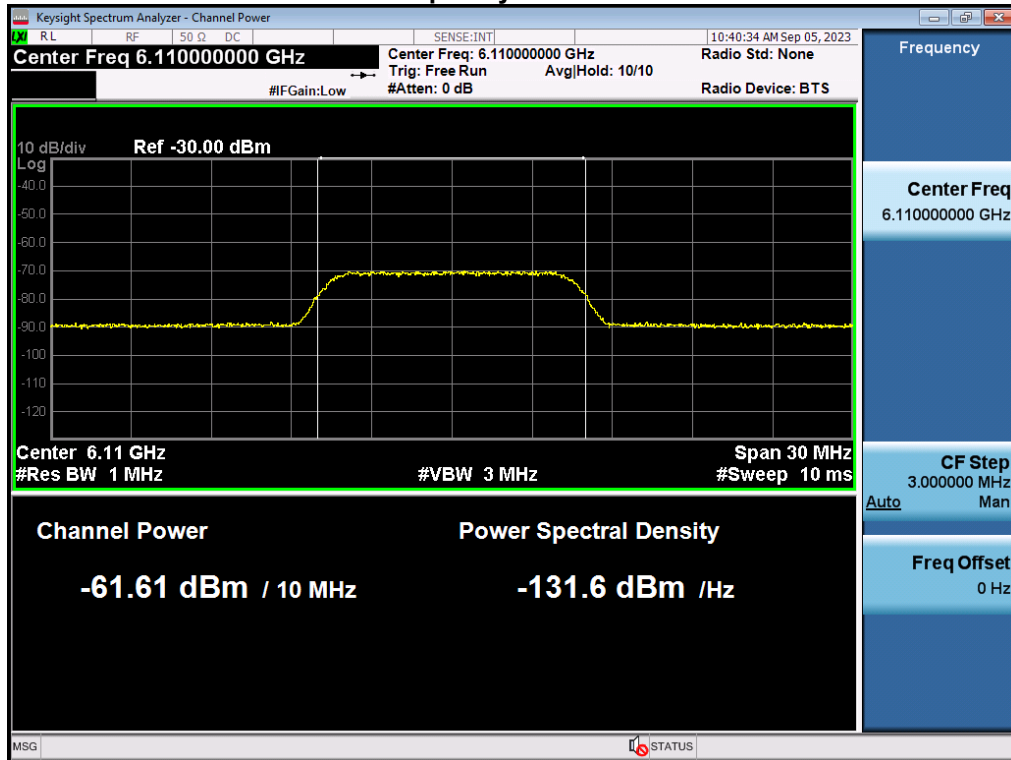 Keysight Spectrum Analyzer - Channel Power
LXI RL RF 50 Ω DC SENSE:INT 10:40:34 AM Sep 05, 2023
Center Freq 6.110000000 GHz Center Freq: 6.110000000 GHz Radio Std: None
Trig: Free Run Avg|Hold: 10/10
#IFGain:Low #Atten: 0 dB Radio Device: BTS
10 dB/div Ref -30.00 dBm
Log
-40.0
-50.0
-60.0
-70.0
-80.0
-90.0
-100
-110
-120
Center 6.11 GHz Span 30 MHz
#Res BW 1 MHz #VBW 3 MHz #Sweep 10 ms
Channel Power Power Spectral Density
-61.61 dBm / 10 MHz -131.6 dBm /Hz
MSG STATUS
Frequency
Center Freq
6.110000000 GHz
CF Step
3.000000 MHz
Auto Man
Freq Offset
0 Hz